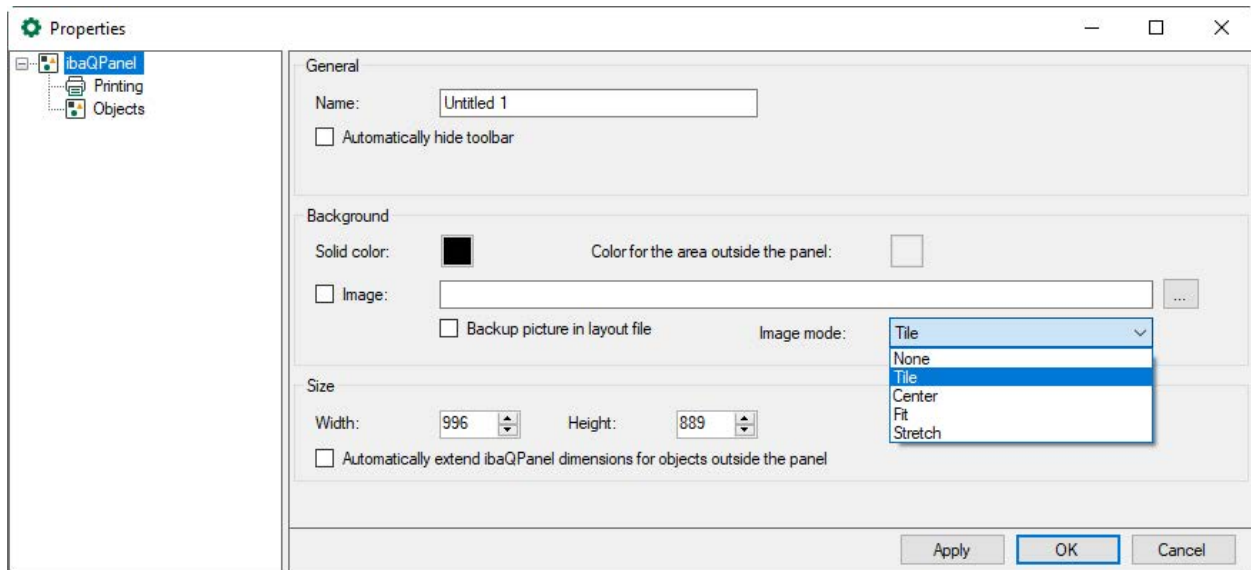 Properties
ibaQPanel
Printing
Objects
General
Name: Untitled 1
Automatically hide toolbar
Background
Solid color: Color for the area outside the panel:
Image: ...
Backup picture in layout file Image mode: Tile
None
Tile
Center
Fit
Stretch
Size
Width: 996 Height: 889
Automatically extend ibaQPanel dimensions for objects outside the panel
Apply OK Cancel